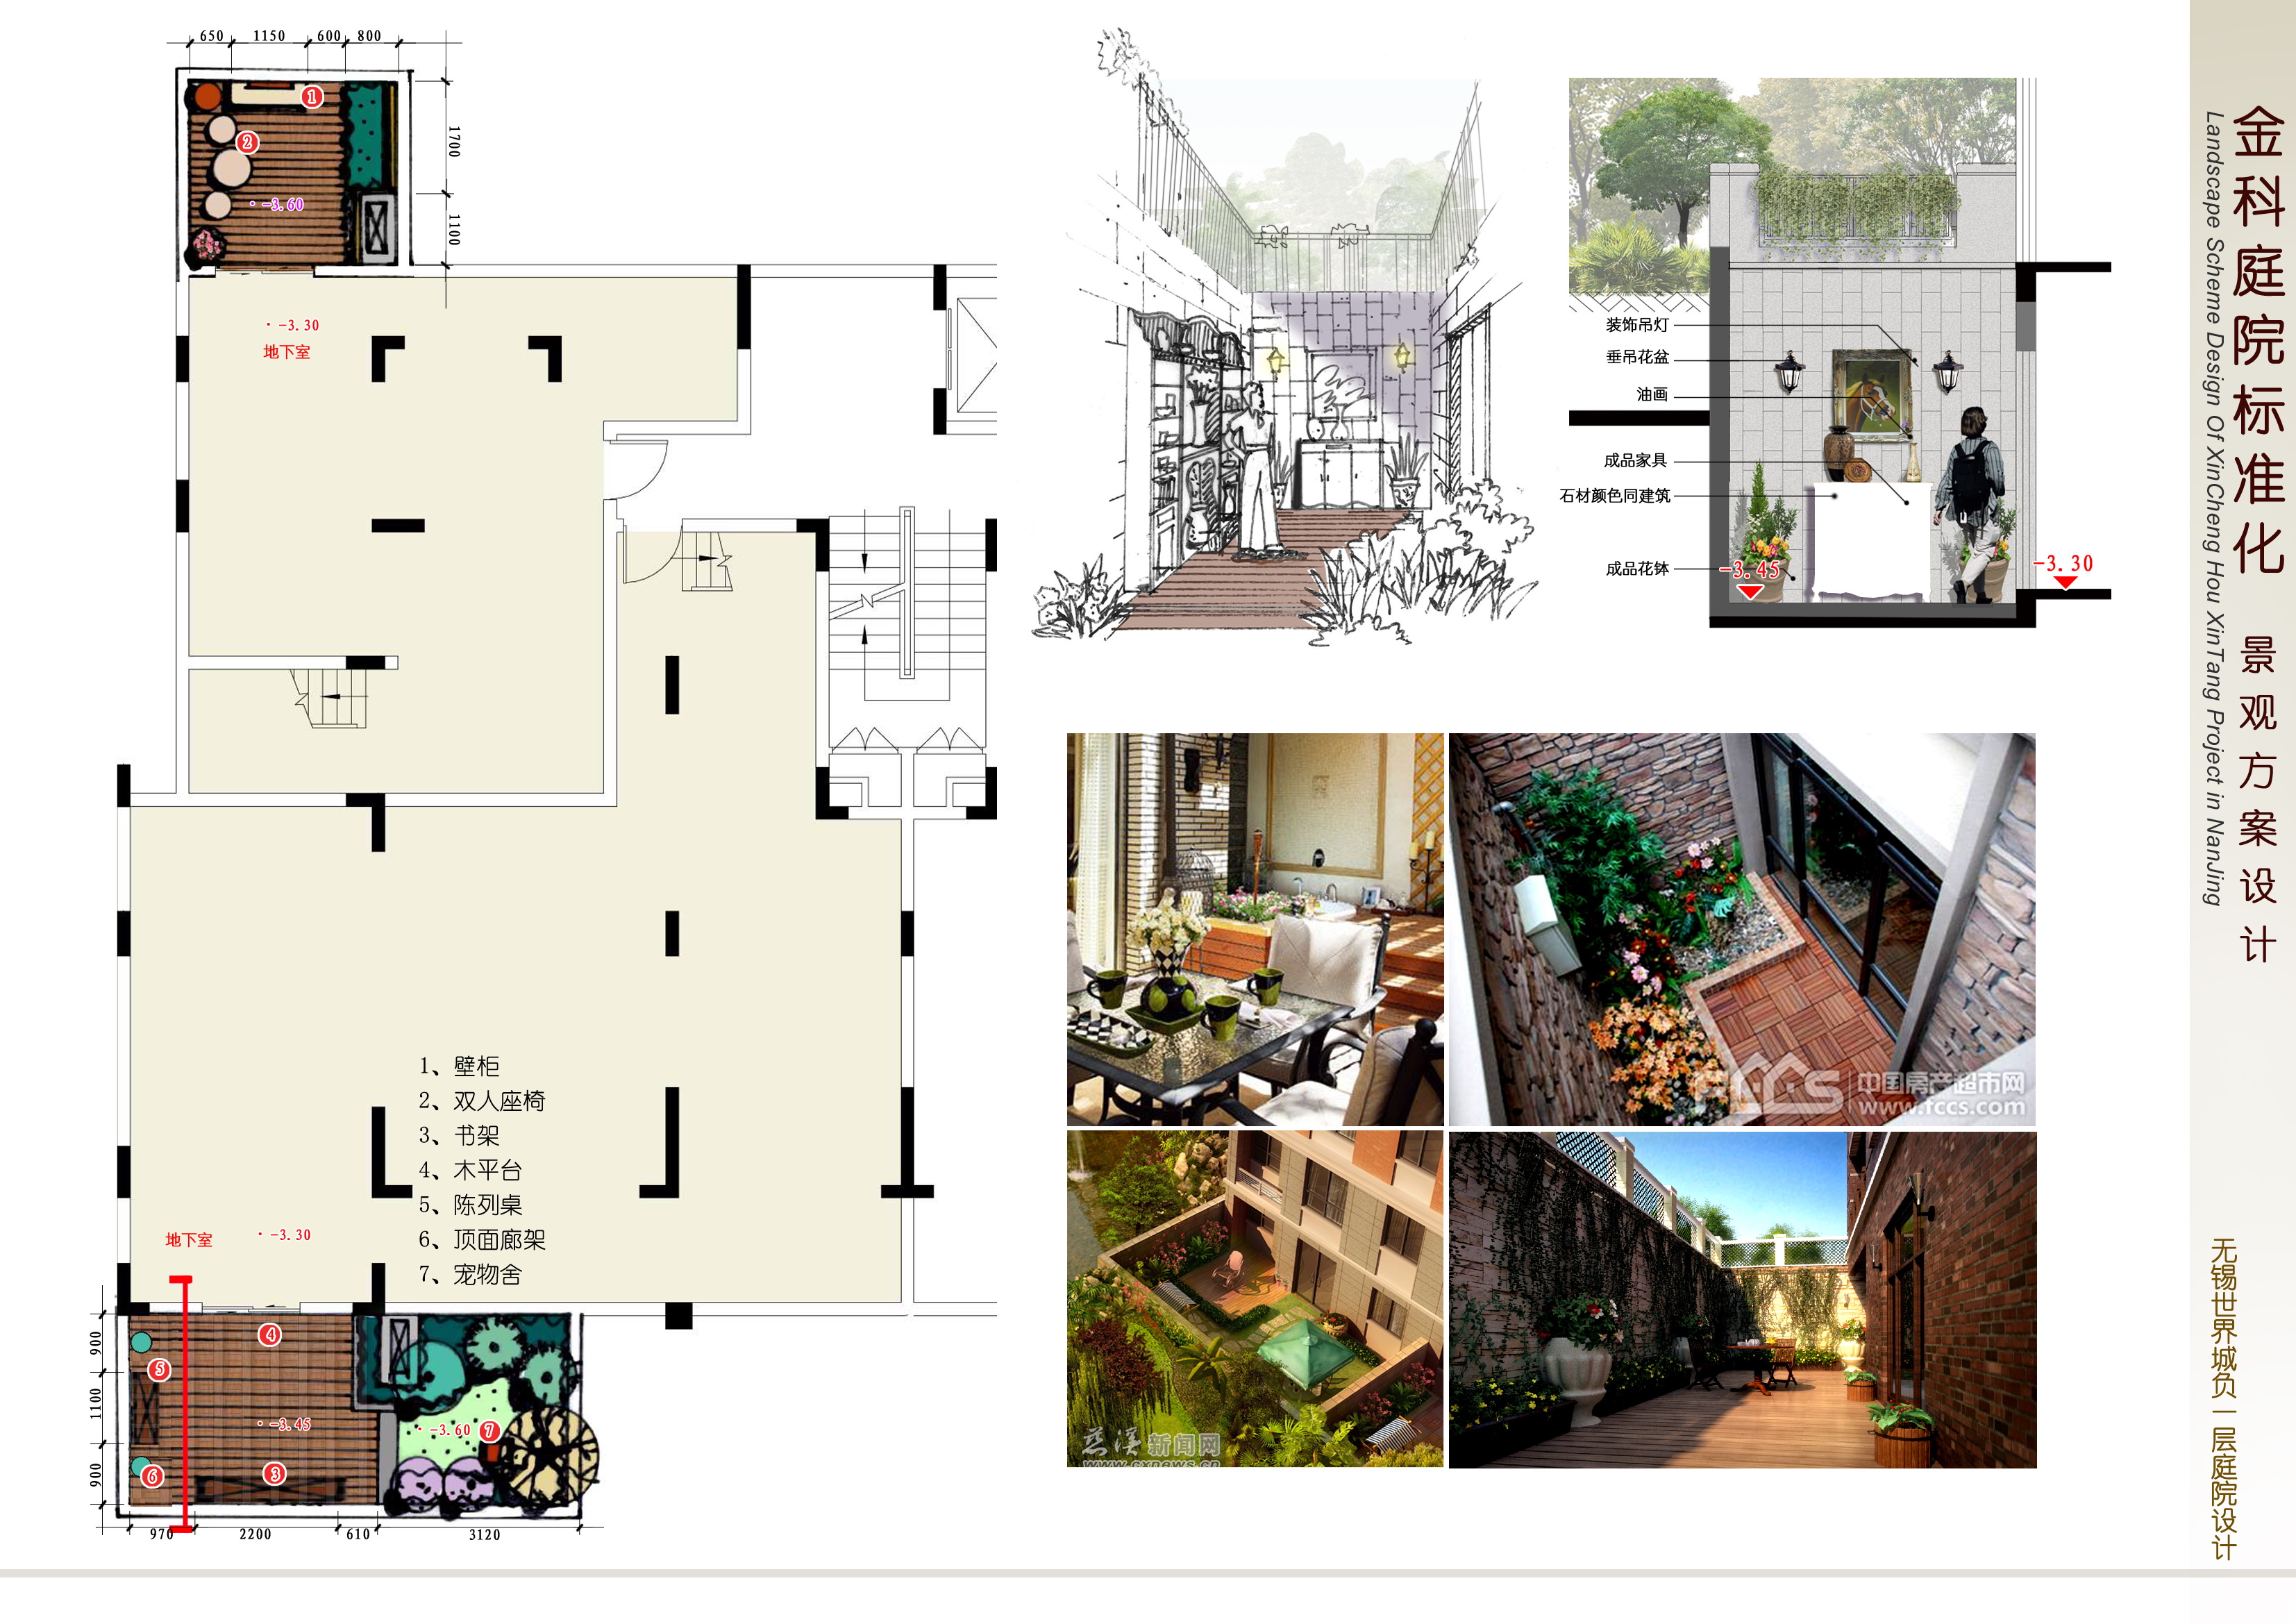 650 1150 600 800
1
2
1700
-3.60
1100
-3.30
地下室
1、壁柜
2、双人座椅
3、书架
4、木平台
5、陈列桌
6、顶面廊架
7、宠物舍
地下室 -3.30
4
5
-3.45
-3.60 7
6
3
900
1100
900
970 2200 610 3120
装饰吊灯
垂吊花盆
油画
成品家具
石材颜色同建筑
成品花钵
-3.45
-3.30
中国房产超市网
www.fccs.com
慈溪新闻网
www.cxnews.cn
金科庭院标准化 景观方案设计
Landscape Scheme Design Of XinCheng Hou XinTang Project in NanJing
无锡世界城负一层庭院设计